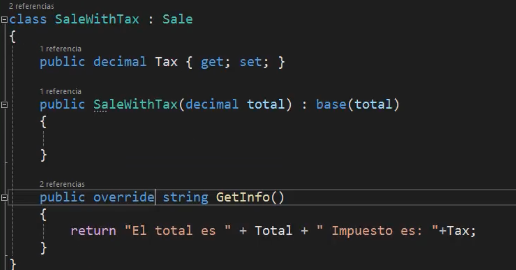 2 referencias
class SaleWithTax : Sale
{
1 referencia
public decimal Tax { get; set; }
1 referencia
public SaleWithTax(decimal total) : base(total)
{
}
2 referencias
public override string GetInfo()
{
return "El total es " + Total + " Impuesto es: "+Tax;
}
}